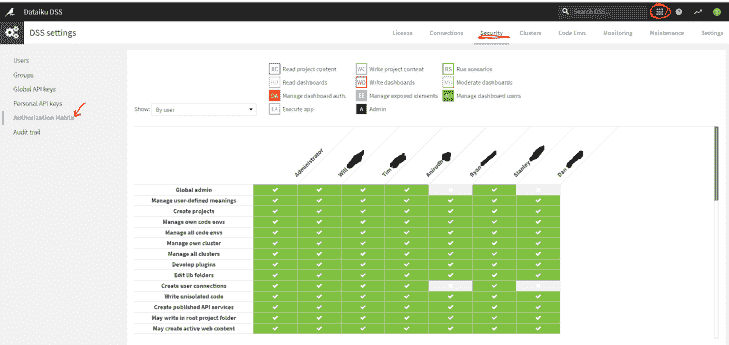 Dataiku DSS
Search DSS...
DSS settings
License Connections Security Clusters Code Envs Monitoring Maintenance Settings
Users
Groups
Global API keys
Personal API keys
Authorization Matrix
Audit trail
RC Read project content
WC Write project content
RS Run scenarios
Read dashboards
WD Write dashboards
Moderate dashboards
DA Manage dashboard auth.
EE Manage exposed elements
Manage dashboard users
EA Execute app
A Admin
Show: By user
Administrator
Will
Tim
Ryan
Stanley
Dan
Global admin
Manage user-defined meanings
Create projects
Manage own code envs
Manage all code envs
Manage own cluster
Manage all clusters
Develop plugins
Edit lib folders
Create user connections
Write unisolated code
Create published API services
May write in root project folder
May create active web content